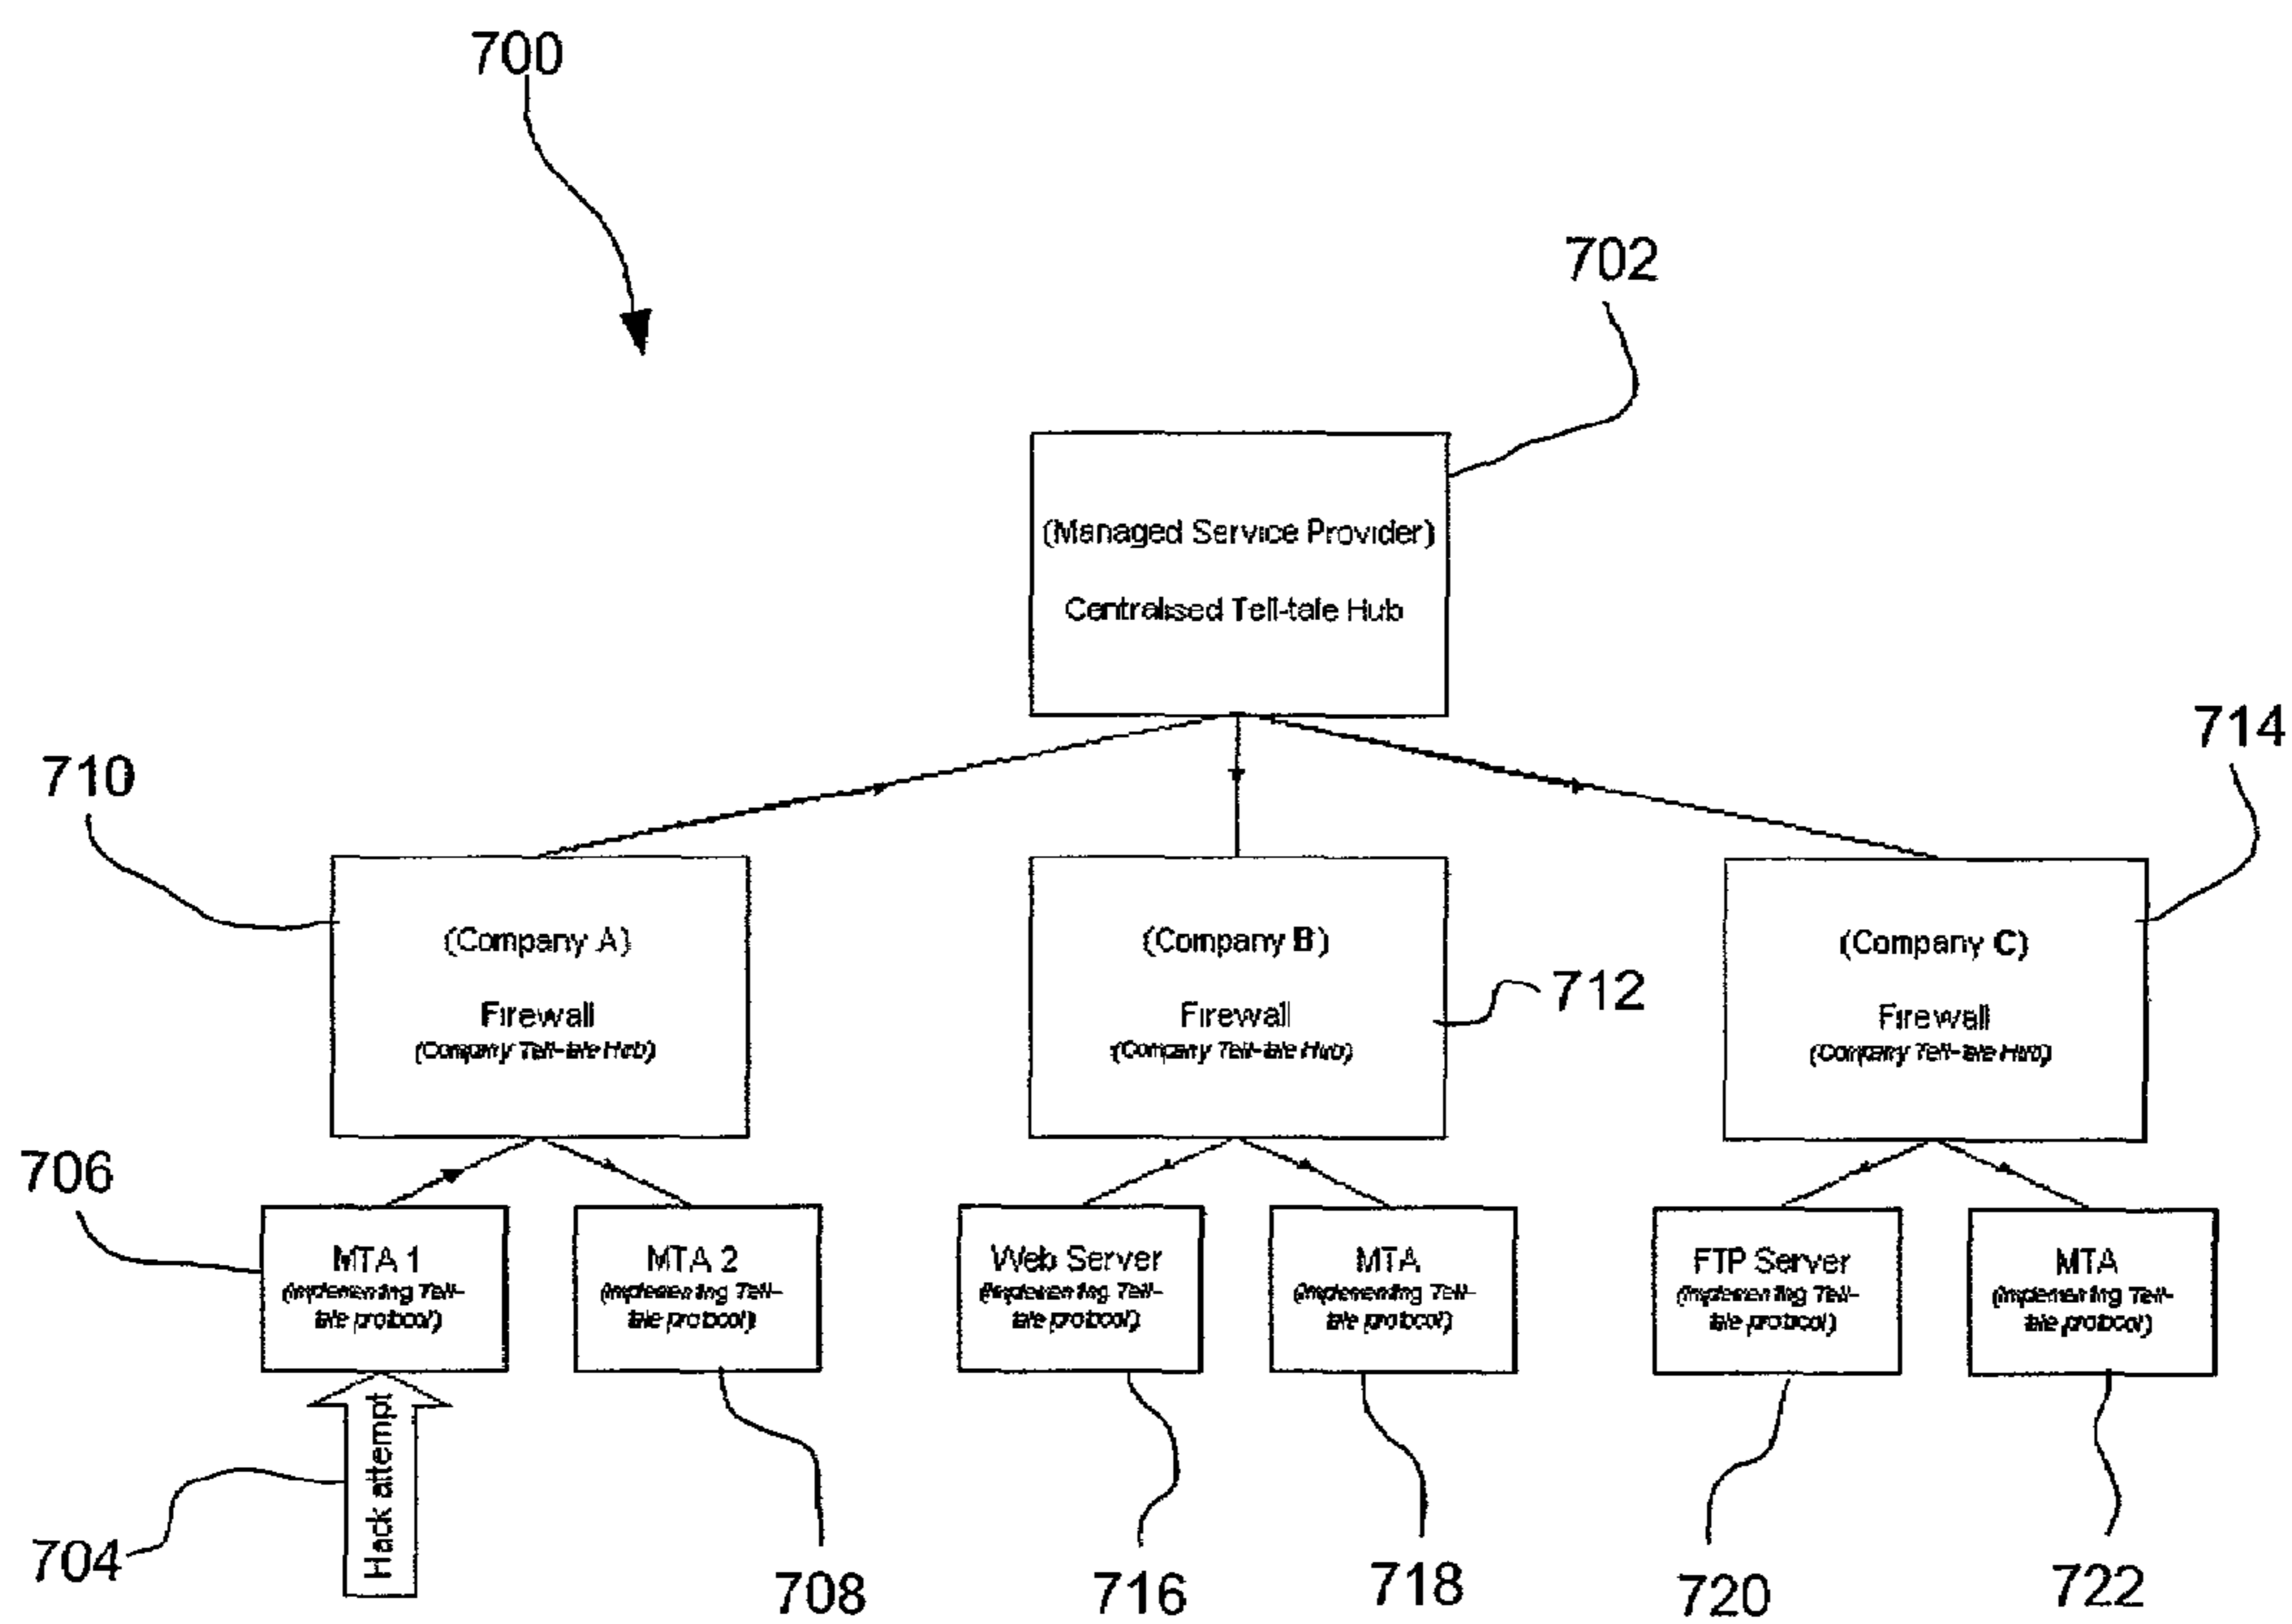 700
702
(Managed Service Provider)
Centralised Tell-tale Hub
714
710
(Company A)
Firewall
(Company Tell-tale Hub)
(Company B)
Firewall
(Company Tell-tale Hub)
712
(Company C)
Firewall
(Company Tell-tale Hub)
706
MTA 1
(Implementing Tell-
tale protocol)
MTA 2
(Implementing Tell-
tale protocol)
Web Server
(Implementing Tell-
tale protocol)
MTA
(Implementing Tell-
tale protocol)
FTP Server
(Implementing Tell-
tale protocol)
MTA
(Implementing Tell-
tale protocol)
Hack attempt
704
708
716
718
720
722